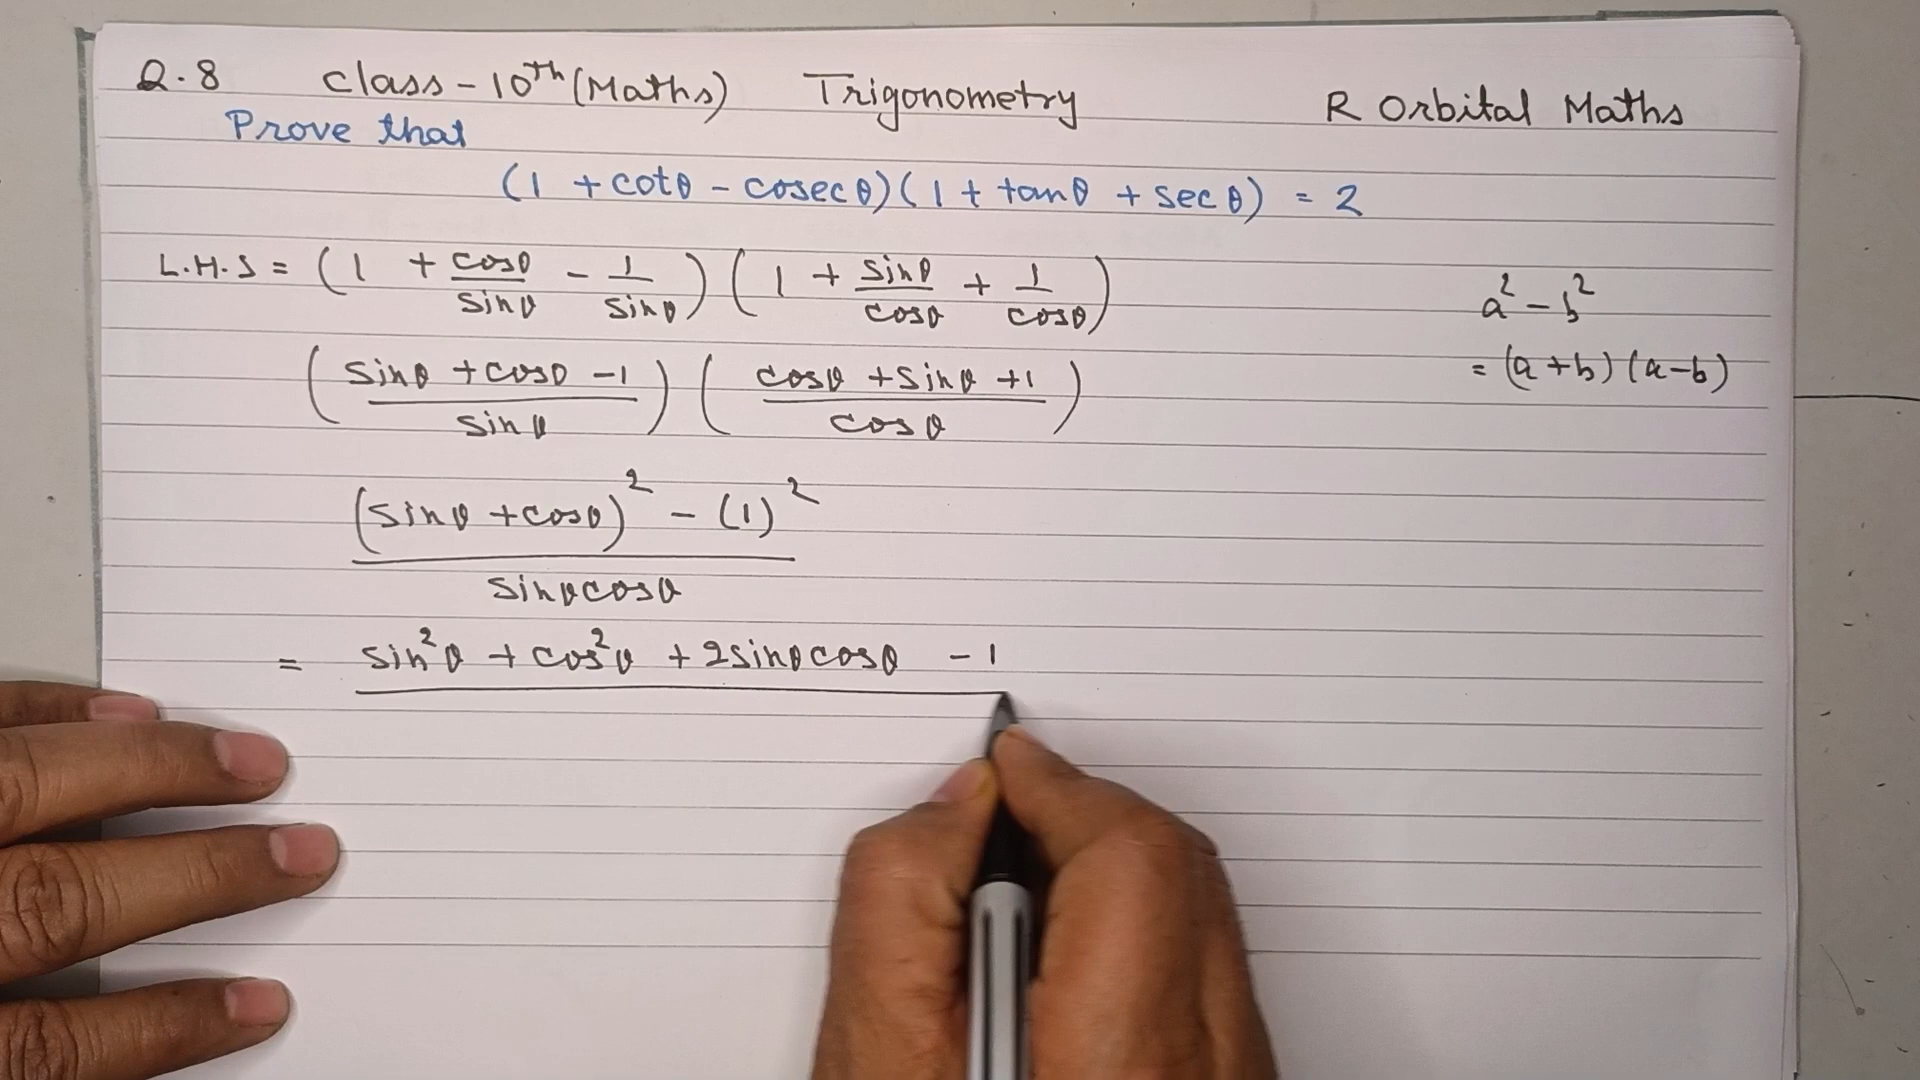 Q.8 Class-10th (Maths) Trigonometry R Orbital Maths
Prove that
(1 + cotθ - cosecθ)(1 + tanθ + secθ) = 2
L.H.S = (1 + cosθ/sinθ - 1/sinθ) (1 + sinθ/cosθ + 1/cosθ)
((sinθ + cosθ - 1)/sinθ) ((cosθ + sinθ + 1)/cosθ)
((sinθ + cosθ)² - (1)²)/(sinθcosθ)
= sin²θ + cos²θ + 2sinθcosθ - 1
a² - b²
= (a+b)(a-b)